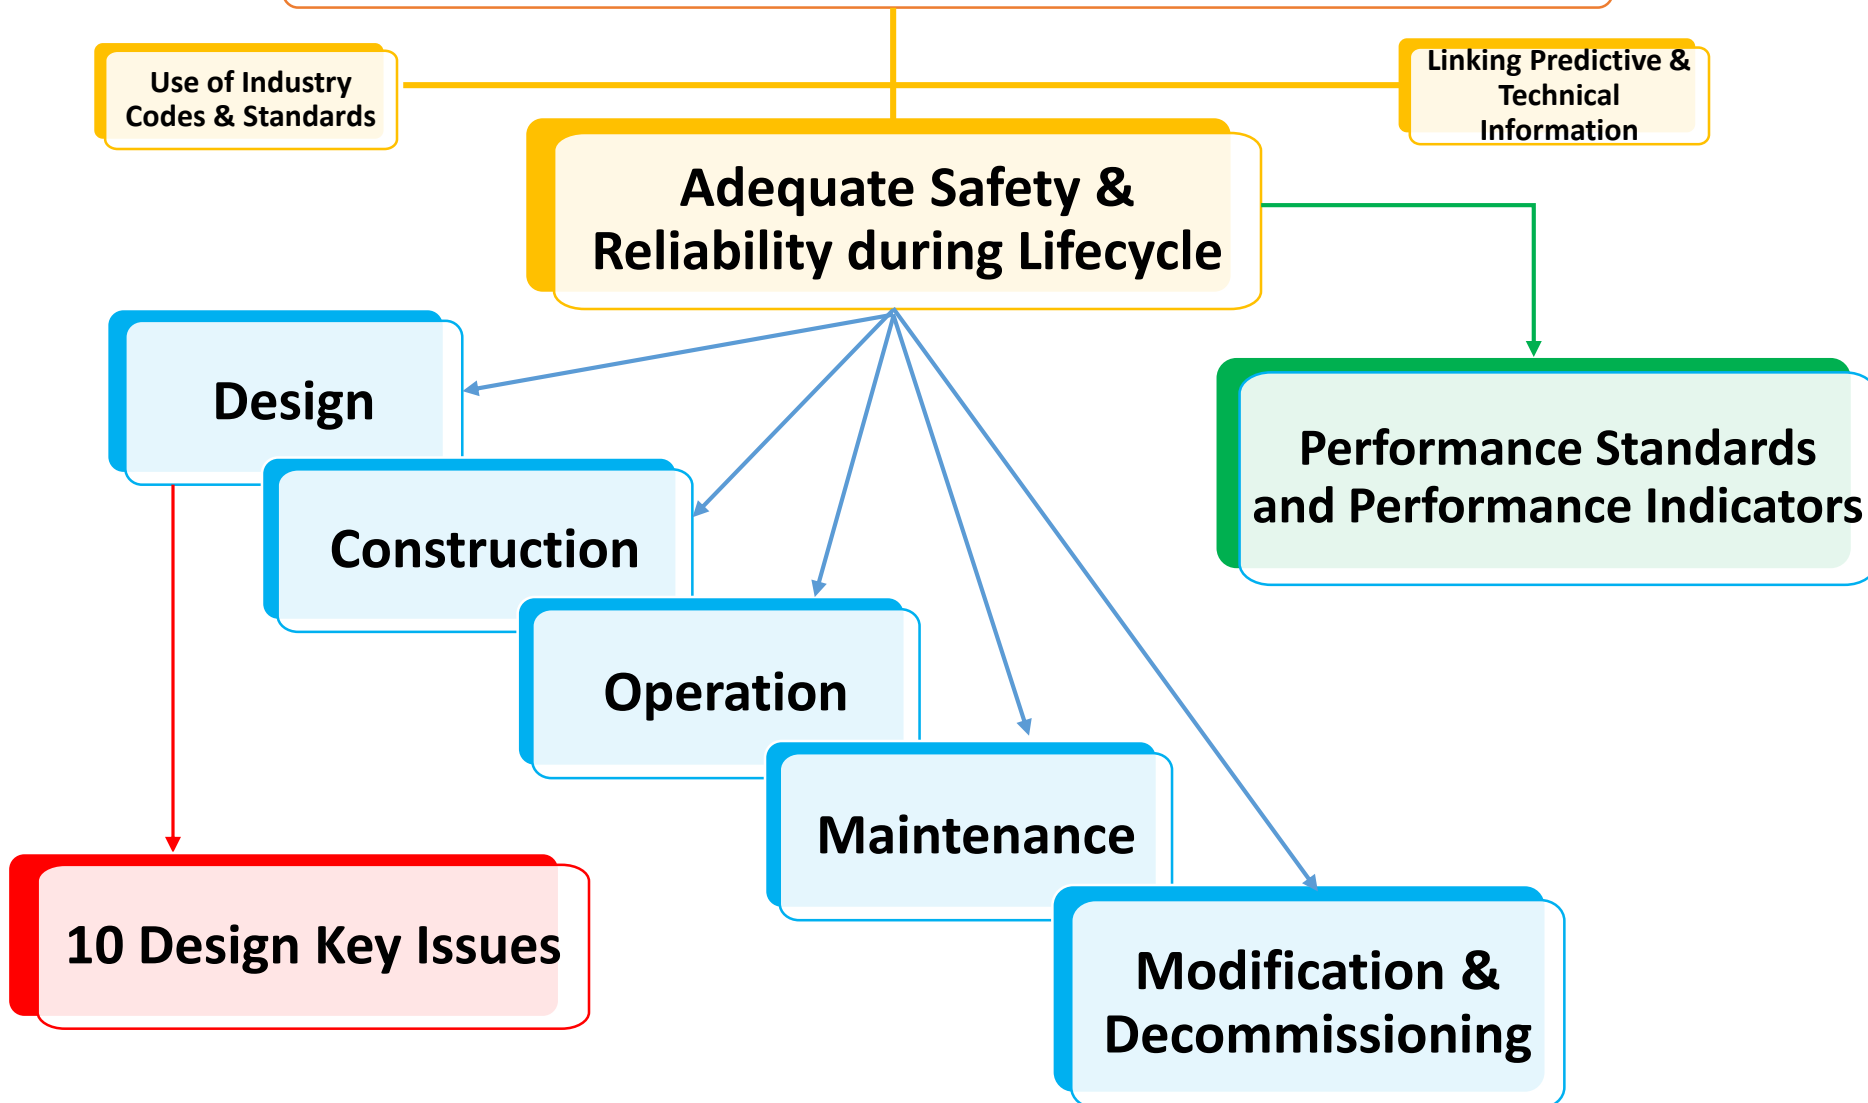 Use of Industry
Codes & Standards
Linking Predictive &
Technical
Information
Adequate Safety &
Reliability during Lifecycle
Design
Performance Standards
and Performance Indicators
Construction
Operation
Maintenance
10 Design Key Issues
Modification &
Decommissioning